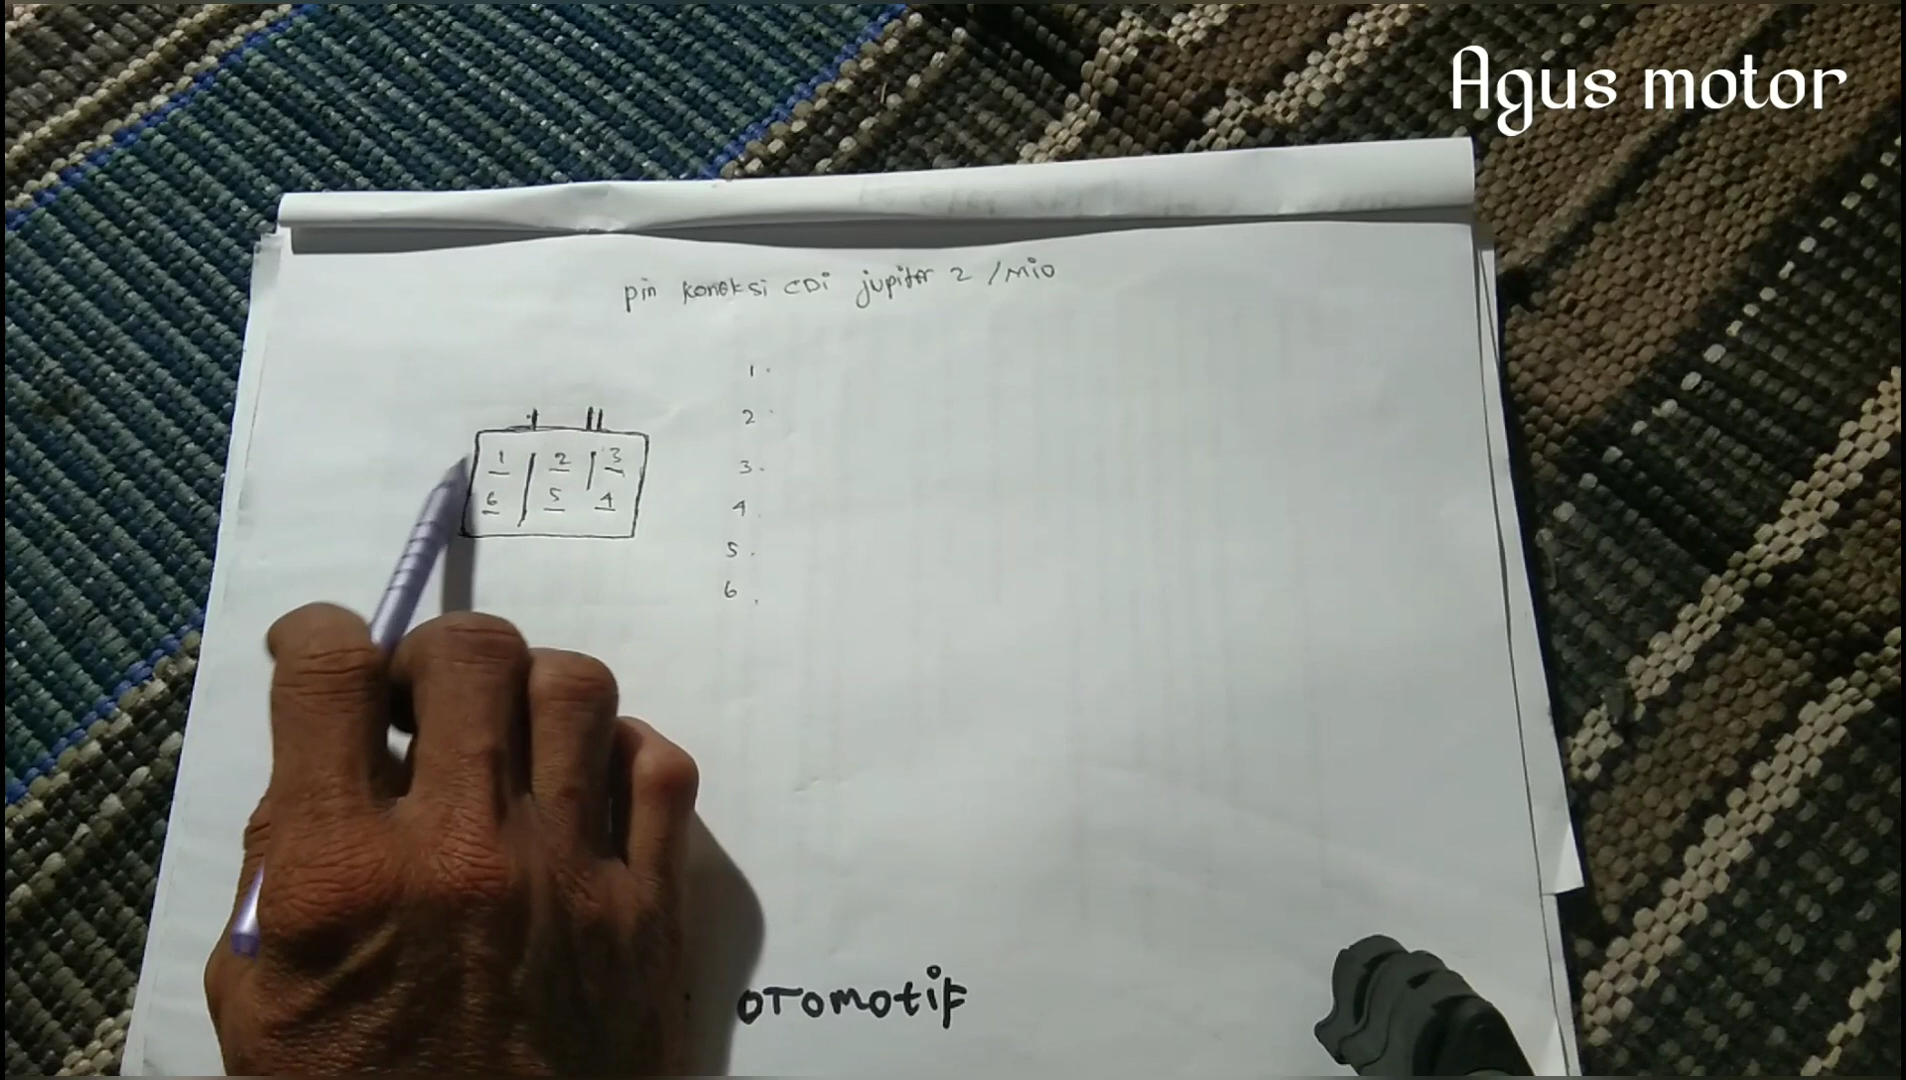 Agus motor
pin koneksi CDi jupiter 2 / Mio
1 2 3
6 5 4
1.
2.
3.
4.
5.
6.
OTOMOTiF